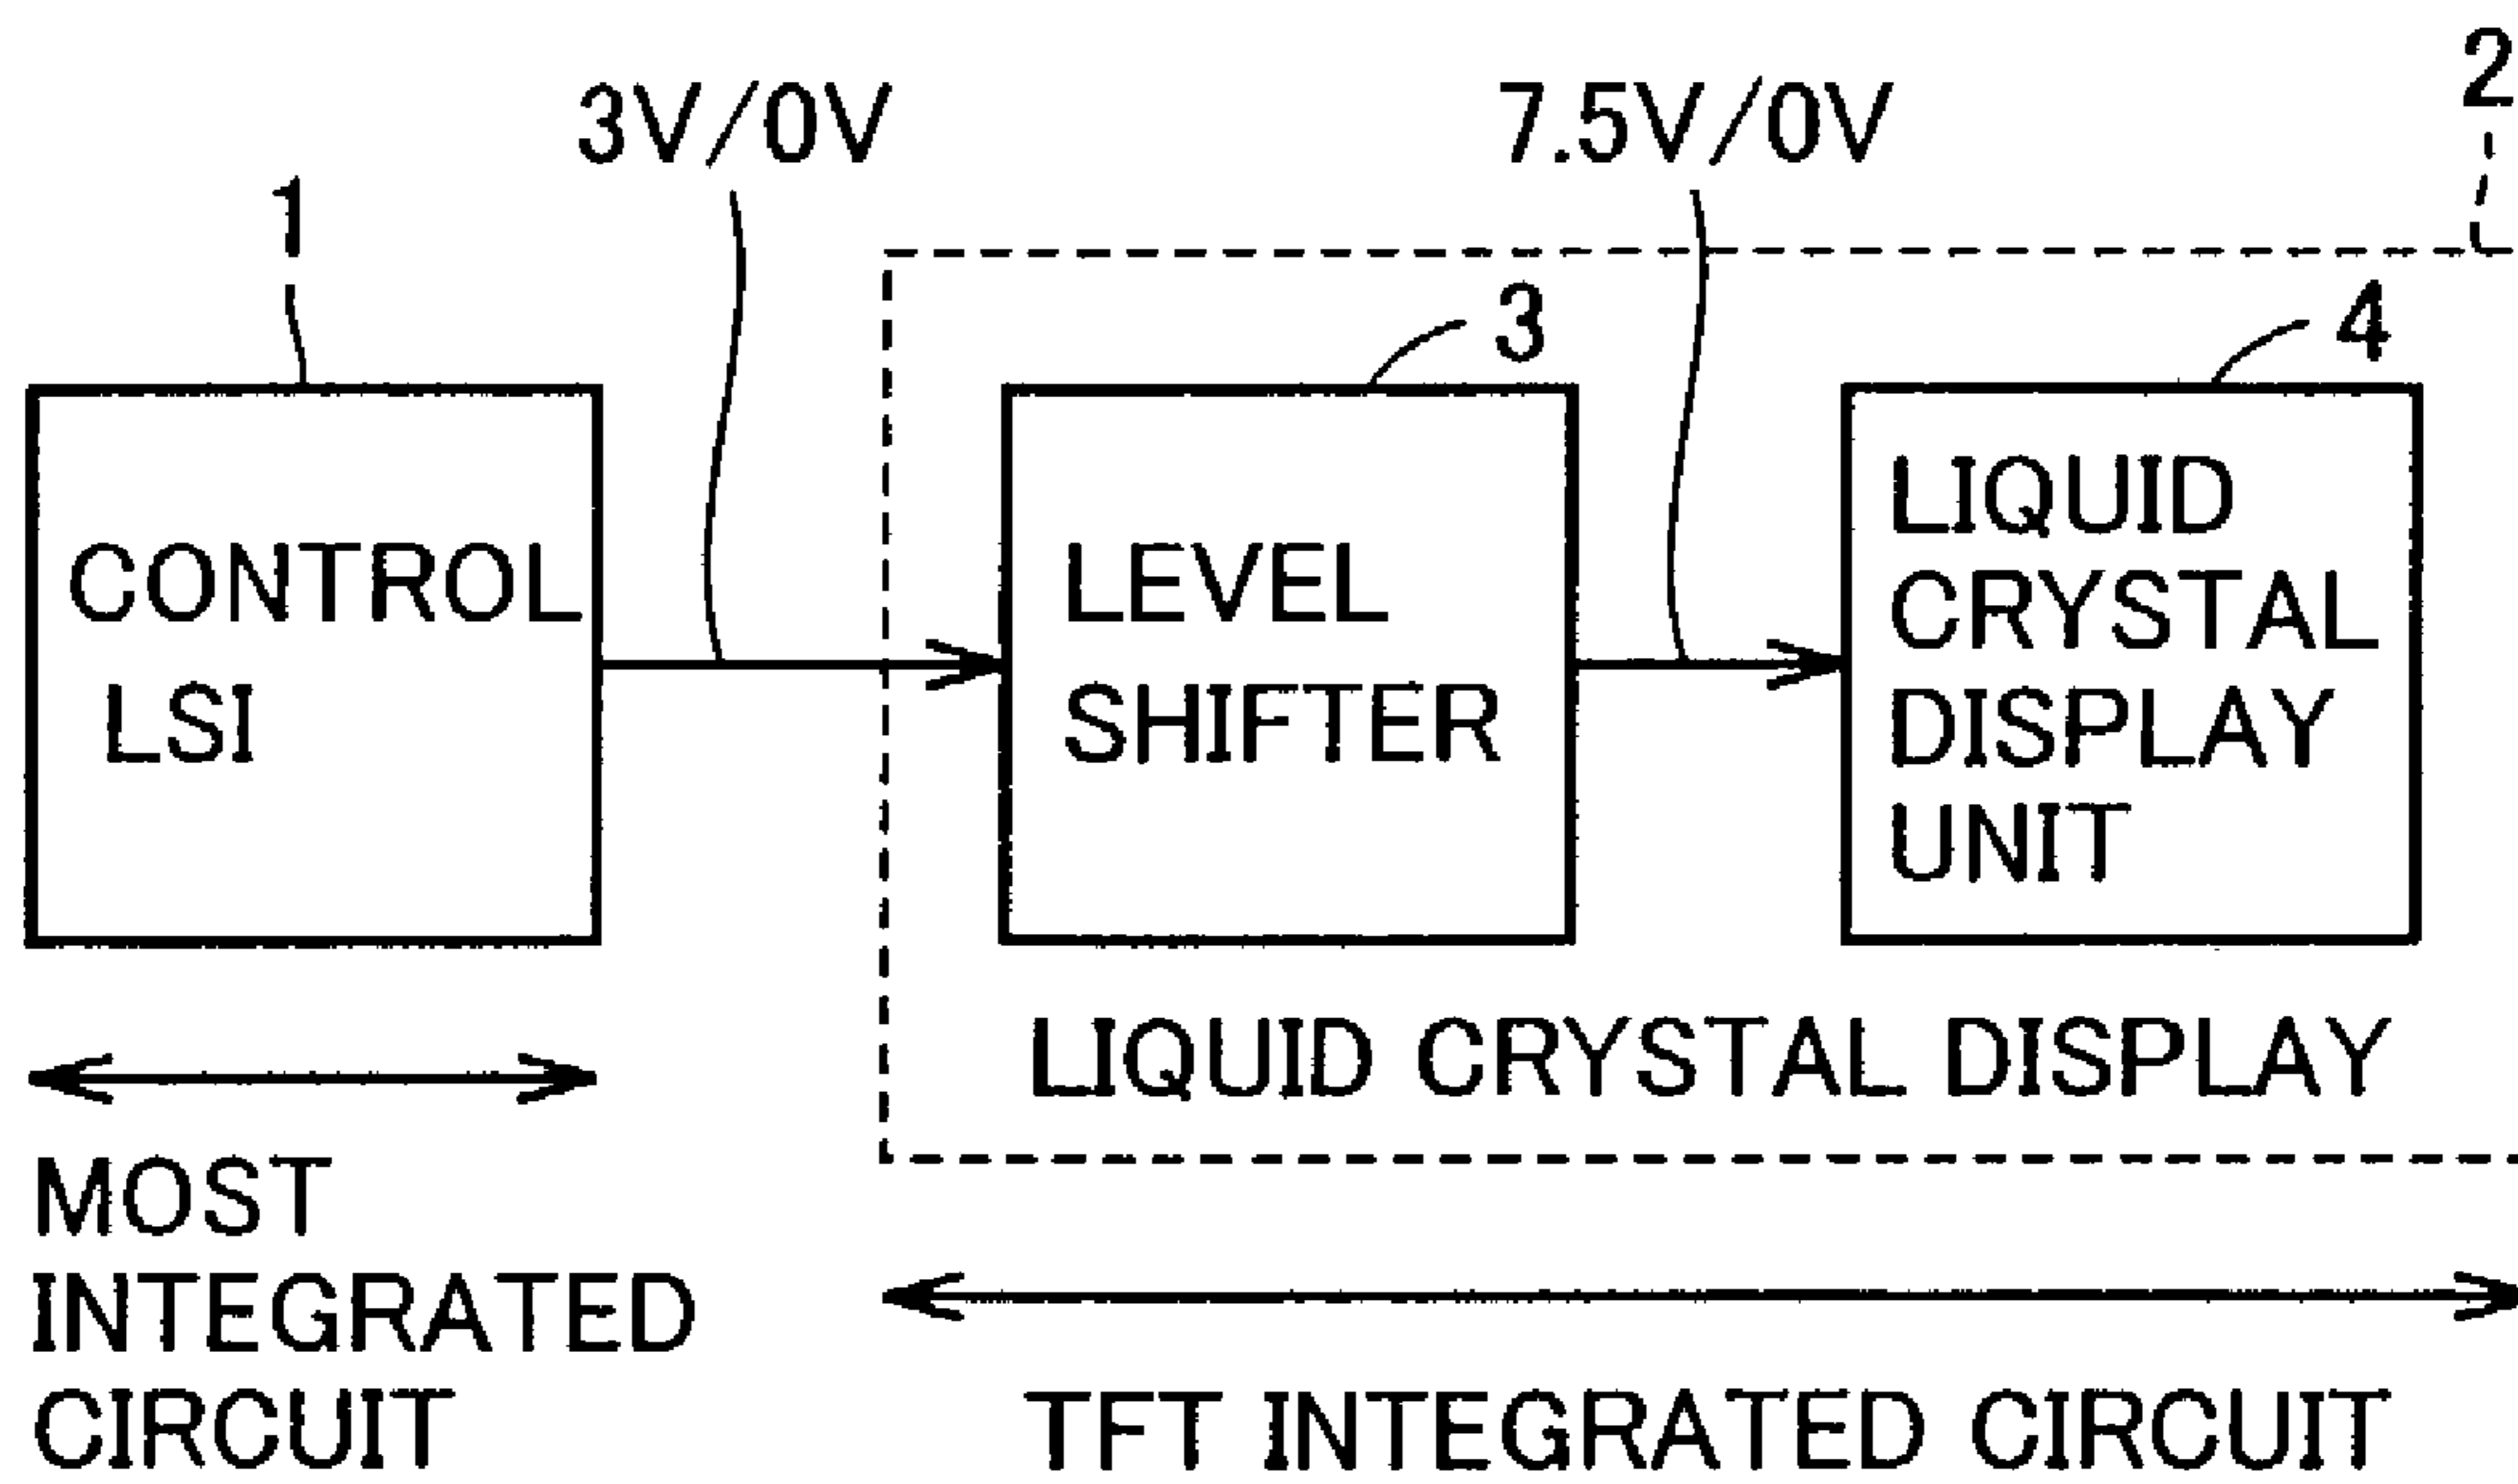 2
3V/0V
7.5V/0V
1
3
4
CONTROL
LSI
LEVEL
SHIFTER
LIQUID
CRYSTAL
DISPLAY
UNIT
LIQUID CRYSTAL DISPLAY
MOST
INTEGRATED
CIRCUIT
TFT INTEGRATED CIRCUIT